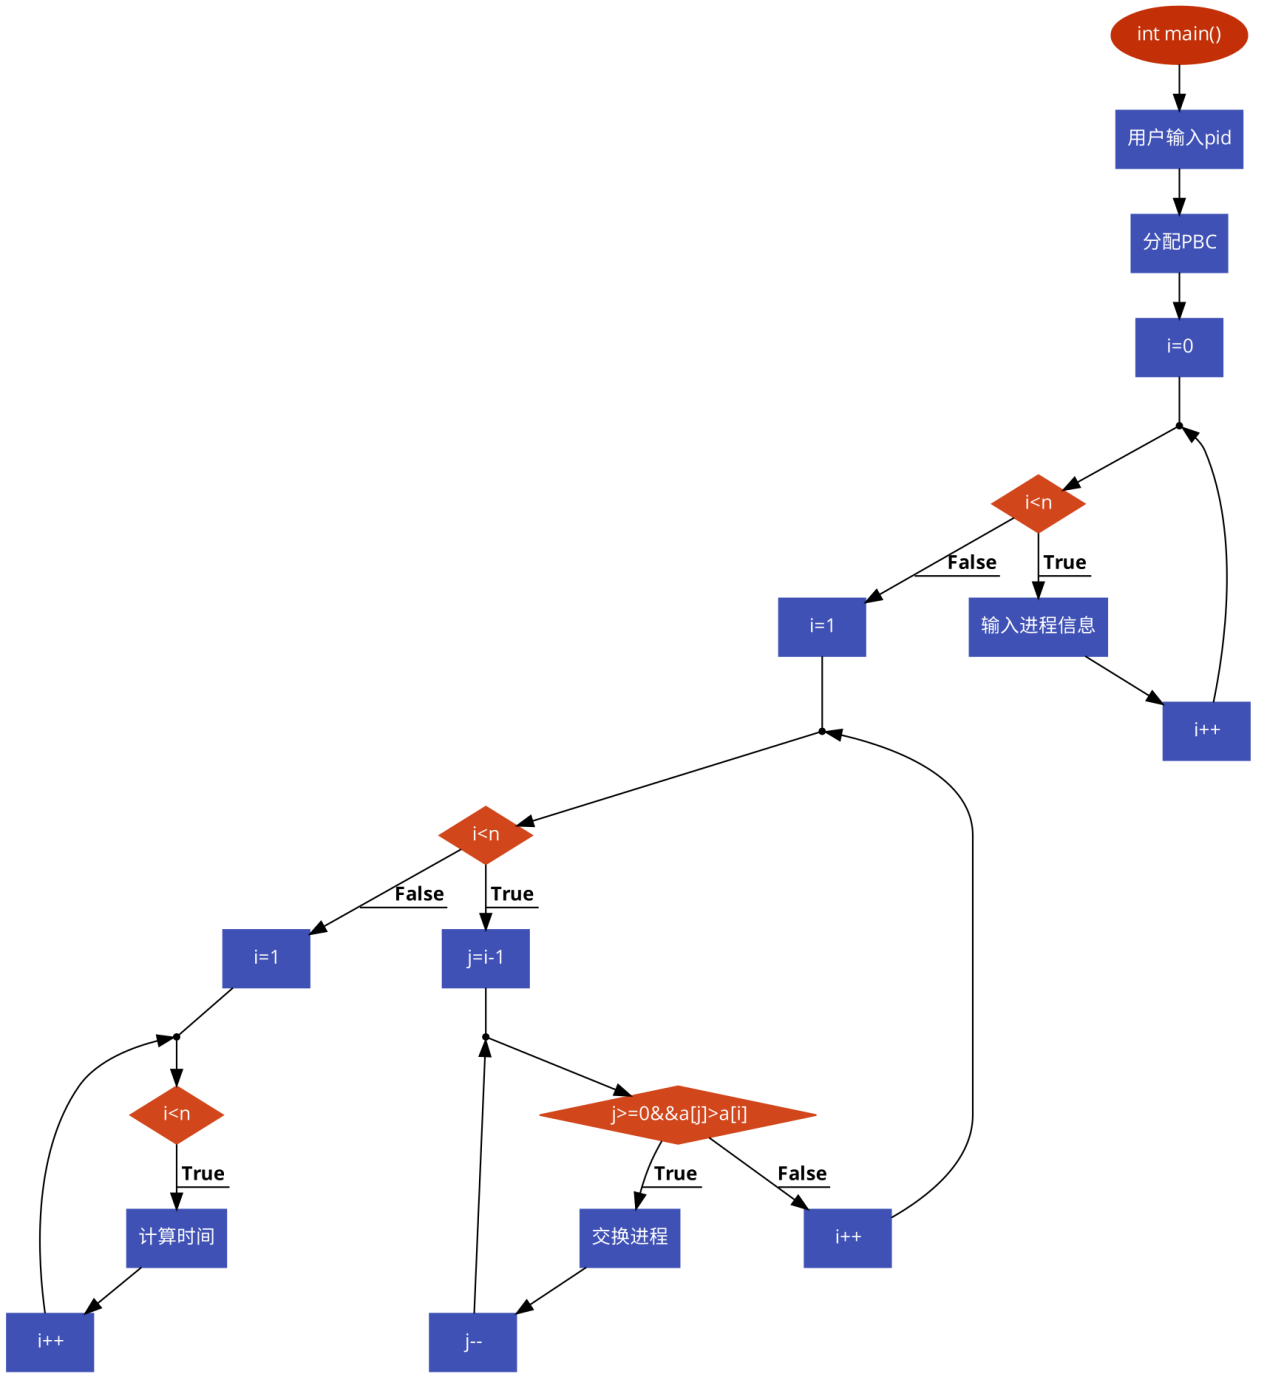 int main()
用户输入pid
分配PBC
i=0
i<n
False
True
i=1
输入进程信息
i++
i<n
False
True
i=1
j=i-1
i<n
j>=0&&a[j]>a[i]
True
True
False
计算时间
交换进程
i++
i++
j--